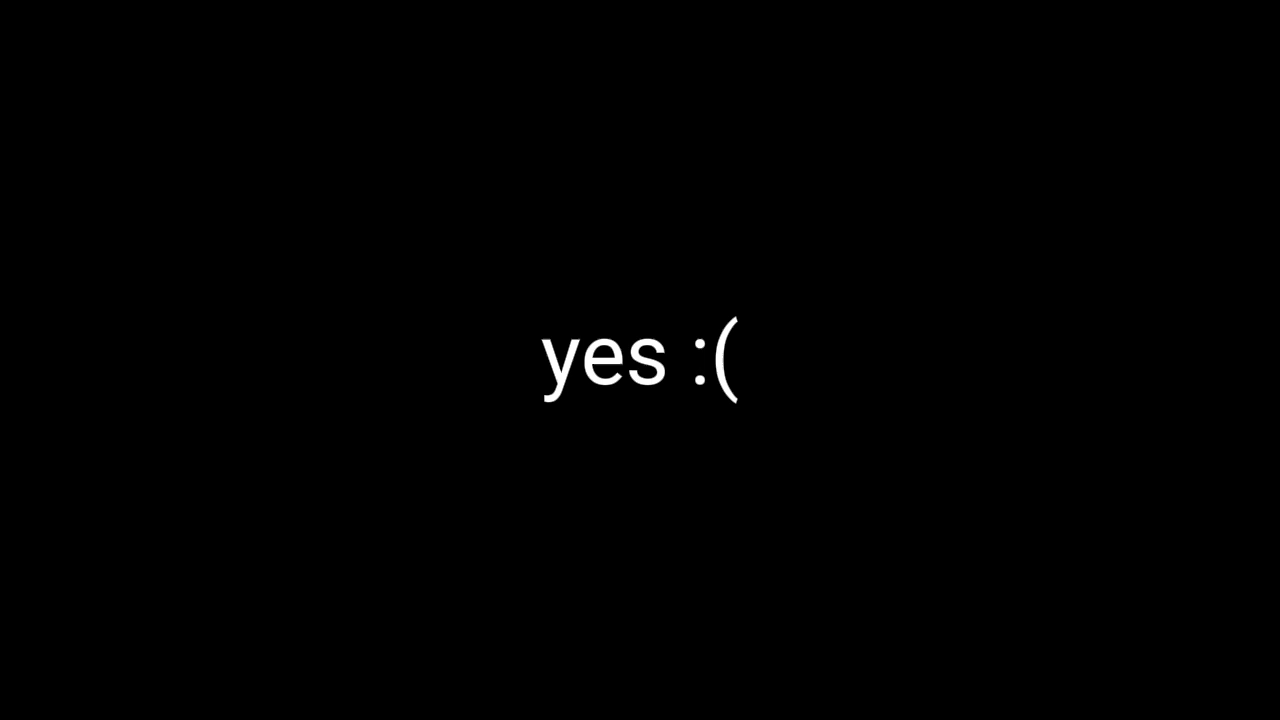 yes :(